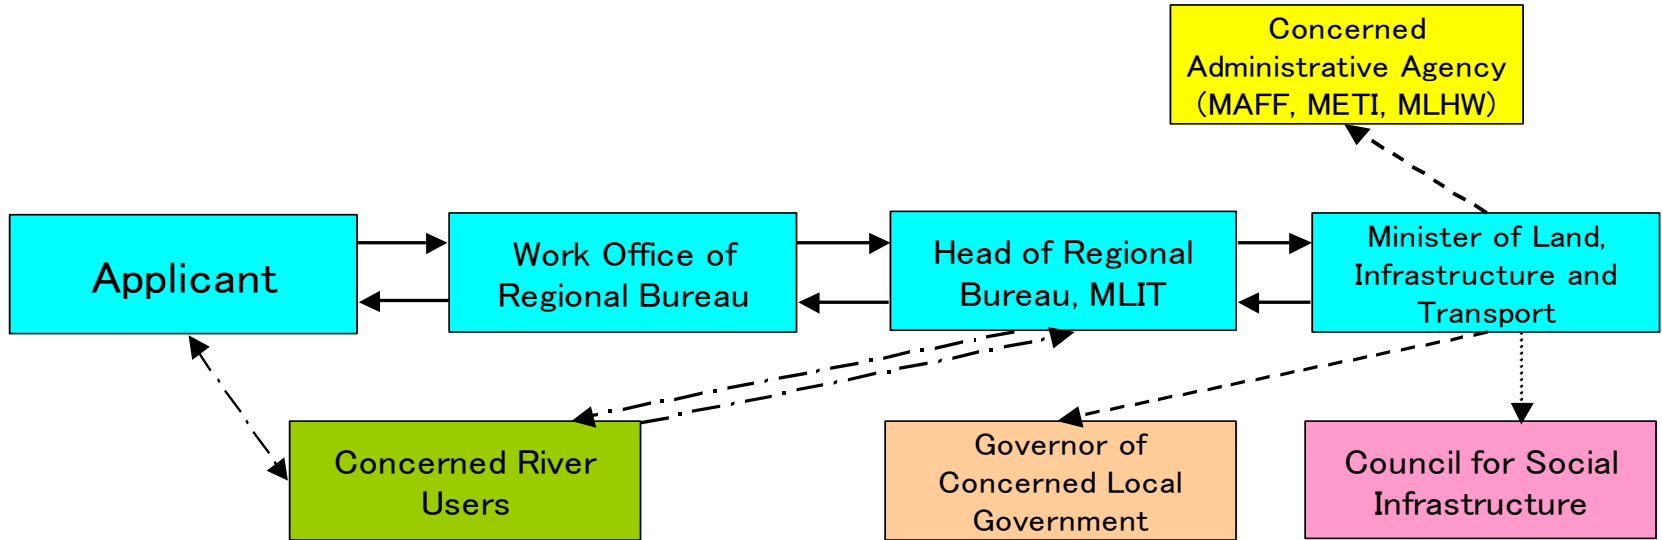 Concerned
Administrative Agency
(MAFF, METI, MLHW)
Applicant
Work Office of
Regional Bureau
Head of Regional
Bureau, MLIT
Minister of Land,
Infrastructure and
Transport
Concerned River
Users
Governor of
Concerned Local
Government
Council for Social
Infrastructure